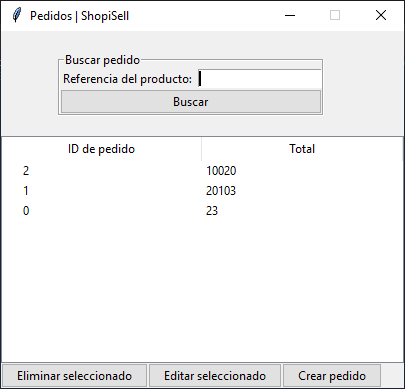 Pedidos | ShopiSell
Buscar pedido
Referencia del producto:
Buscar
ID de pedido Total
2 10020
1 20103
0 23
Eliminar seleccionado Editar seleccionado Crear pedido